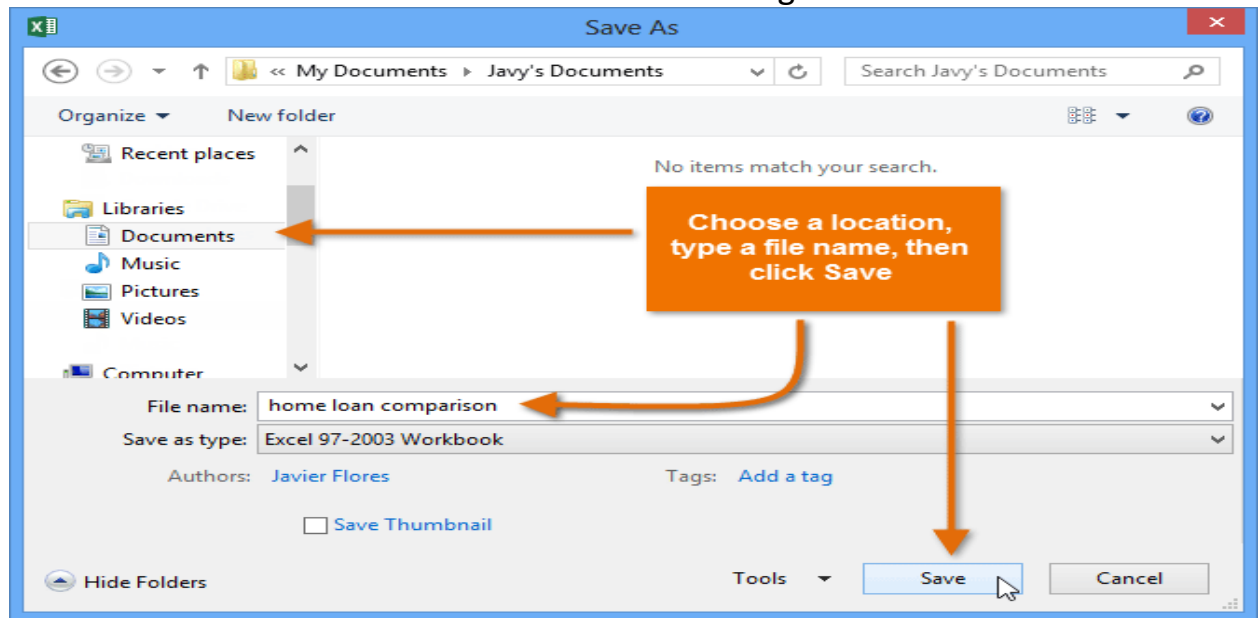 Save As
« My Documents ▸ Javy's Documents
Search Javy's Documents
Organize
New folder
Recent places
No items match your search.
Libraries
Documents
Music
Pictures
Videos
Choose a location,
type a file name, then
click Save
Computer
File name: home loan comparison
Save as type: Excel 97-2003 Workbook
Authors: Javier Flores
Tags: Add a tag
Save Thumbnail
Hide Folders
Tools
Save
Cancel